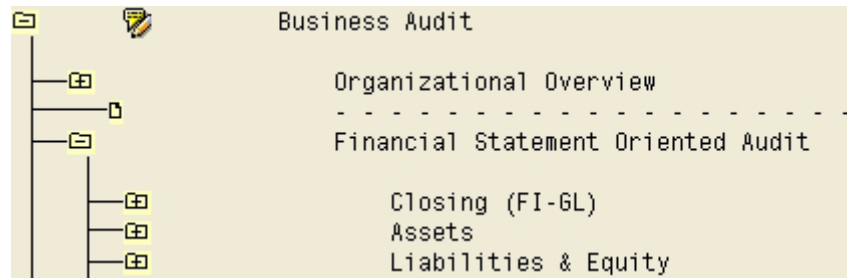 Business Audit
Organizational Overview
- - - - - - - - - - - - - - - - - - -
Financial Statement Oriented Audit
Closing (FI-GL)
Assets
Liabilities & Equity